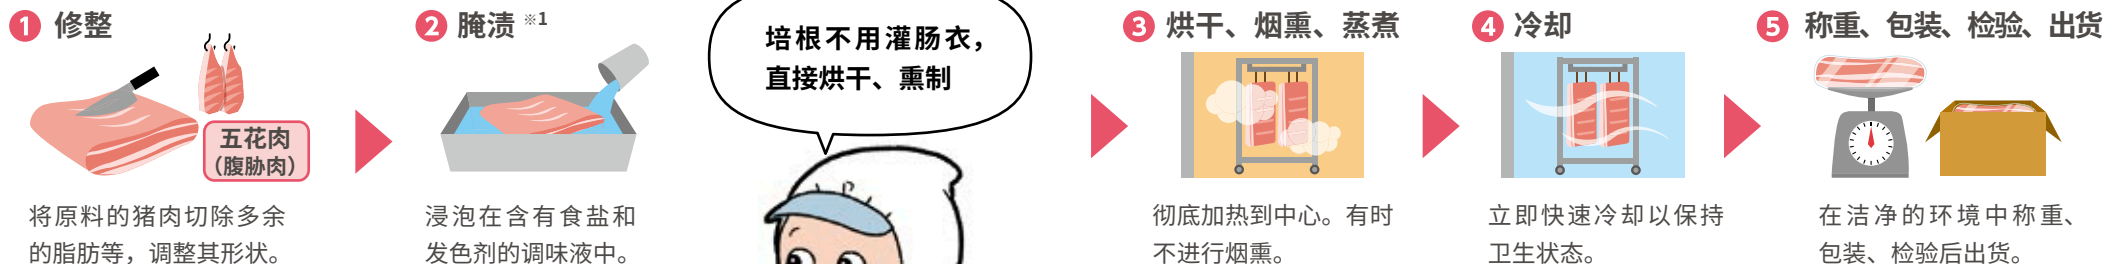 1 修整
五花肉
（腹胁肉）
将原料的猪肉切除多余
的脂肪等，调整其形状。
2 腌渍 ※1
浸泡在含有食盐和
发色剂的调味液中。
培根不用灌肠衣，
直接烘干、熏制
3 烘干、烟熏、蒸煮
彻底加热到中心。有时
不进行烟熏。
4 冷却
立即快速冷却以保持
卫生状态。
5 称重、包装、检验、出货
在洁净的环境中称重、
包装、检验后出货。